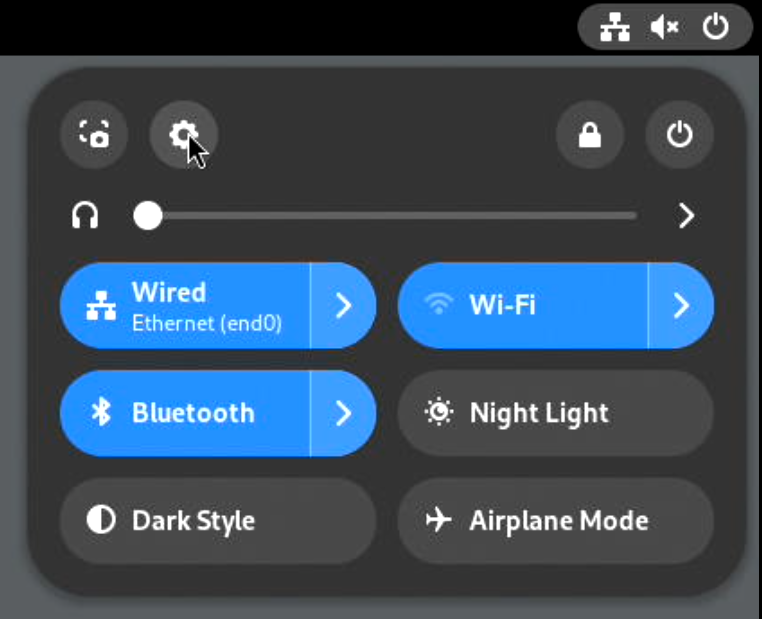 Wired
Ethernet (end0)
Wi-Fi
Bluetooth
Night Light
Dark Style
Airplane Mode